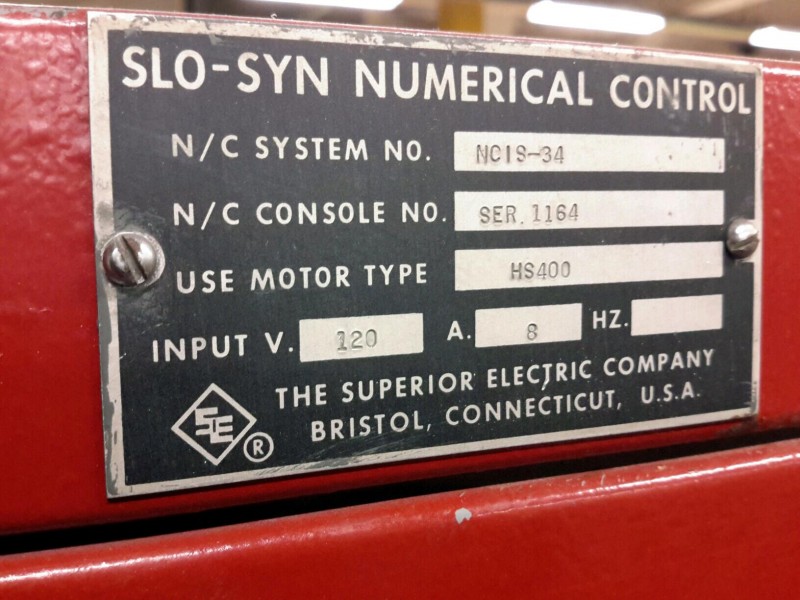 SLO-SYN NUMERICAL CONTROL
N/C SYSTEM NO. NCIS-34
N/C CONSOLE NO. SER. 1164
USE MOTOR TYPE HS400
INPUT V. 120 A. 8 HZ.
SE ® THE SUPERIOR ELECTRIC COMPANY
BRISTOL, CONNECTICUT, U.S.A.